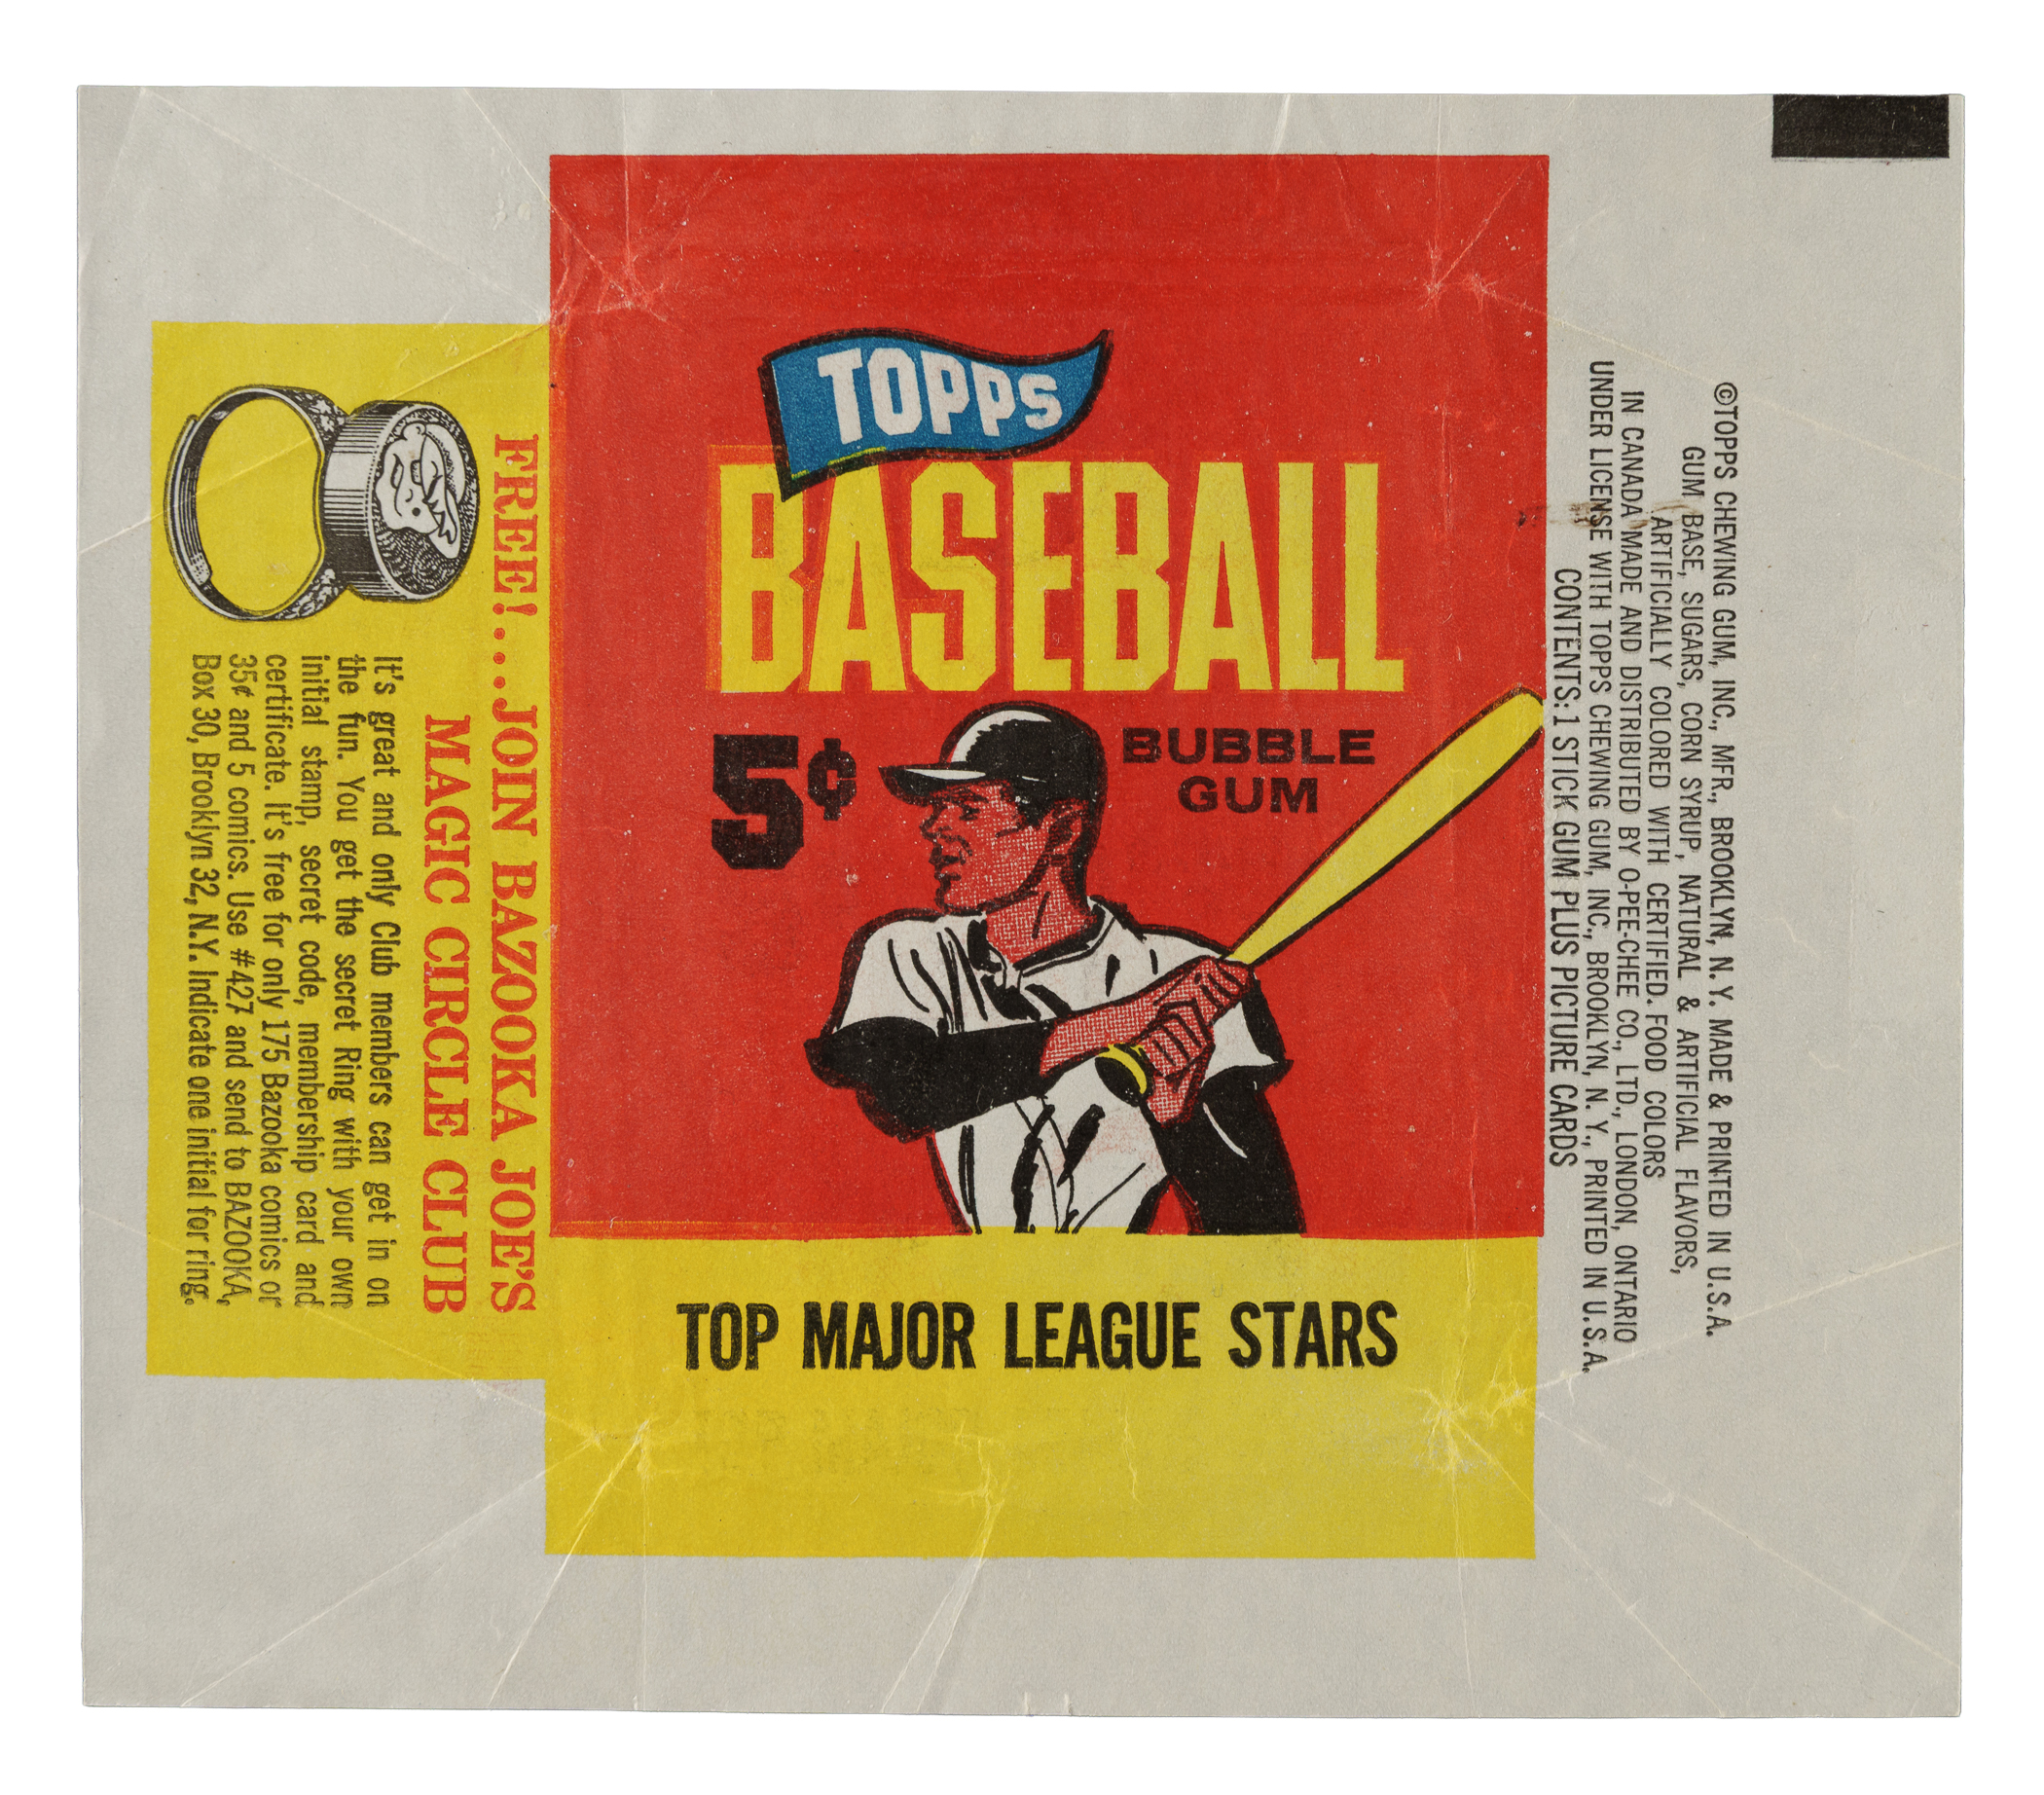 TOPPS
BASEBALL
5¢
BUBBLE
GUM
TOP MAJOR LEAGUE STARS
FREE!....JOIN BAZOOKA JOE'S
MAGIC CIRCLE CLUB
It's great and only Club members can get in on
the fun. You get the secret Ring with your own
initial stamp, secret code, membership card and
certificate. It's free for only 175 Bazooka comics or
35¢ and 5 comics. Use #427 and send to BAZOOKA,
Box 30, Brooklyn 32, N.Y. Indicate one initial for ring.
©TOPPS CHEWING GUM, INC., MFR., BROOKLYN, N. Y. MADE & PRINTED IN U.S.A.
GUM BASE, SUGARS, CORN SYRUP, NATURAL & ARTIFICIAL FLAVORS,
ARTIFICIALLY COLORED WITH CERTIFIED. FOOD COLORS
IN CANADA MADE AND DISTRIBUTED BY O-PEE-CHEE CO., LTD., LONDON, ONTARIO
UNDER LICENSE WITH TOPPS CHEWING GUM, INC., BROOKLYN, N. Y., PRINTED IN U.S.A.
CONTENTS:1 STICK GUM PLUS PICTURE CARDS